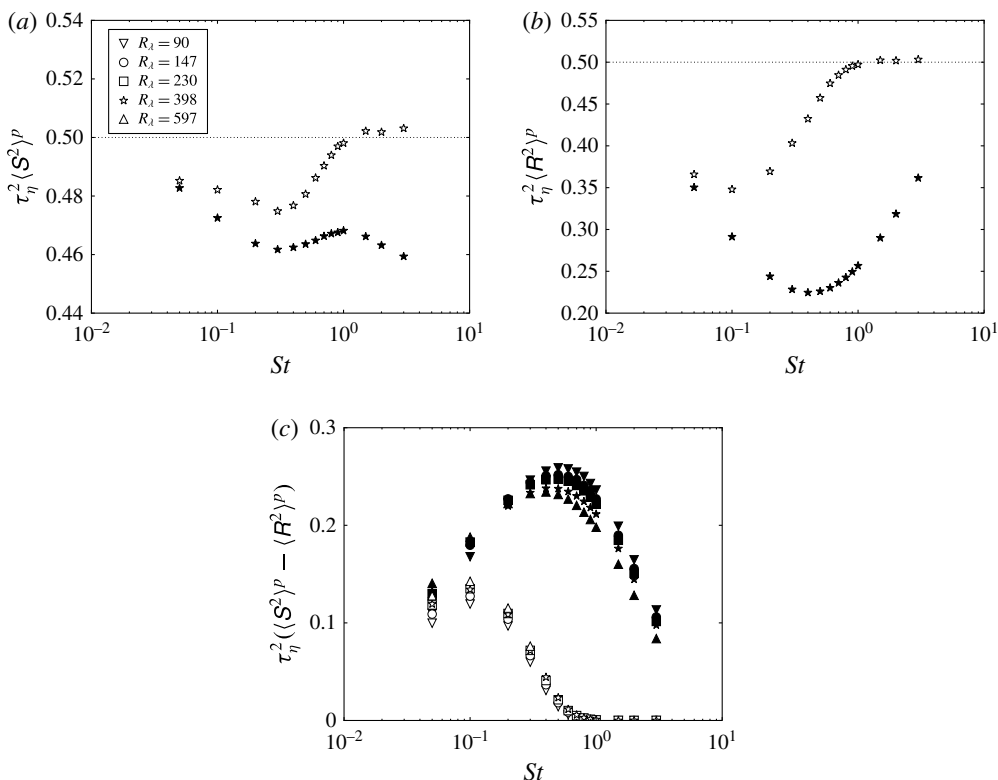 (a)
0.54
0.52
0.50
0.48
0.46
0.44
τ_η^2⟨S^2⟩^p
▽ R_λ = 90
○ R_λ = 147
□ R_λ = 230
☆ R_λ = 398
△ R_λ = 597
10^−2 10^−1 10^0 10^1
St
(b)
0.55
0.50
0.45
0.40
0.35
0.30
0.25
0.20
τ_η^2⟨R^2⟩^p
10^−2 10^−1 10^0 10^1
St
(c)
0.3
0.2
0.1
0
τ_η^2(⟨S^2⟩^p − ⟨R^2⟩^p)
10^−2 10^−1 10^0 10^1
St